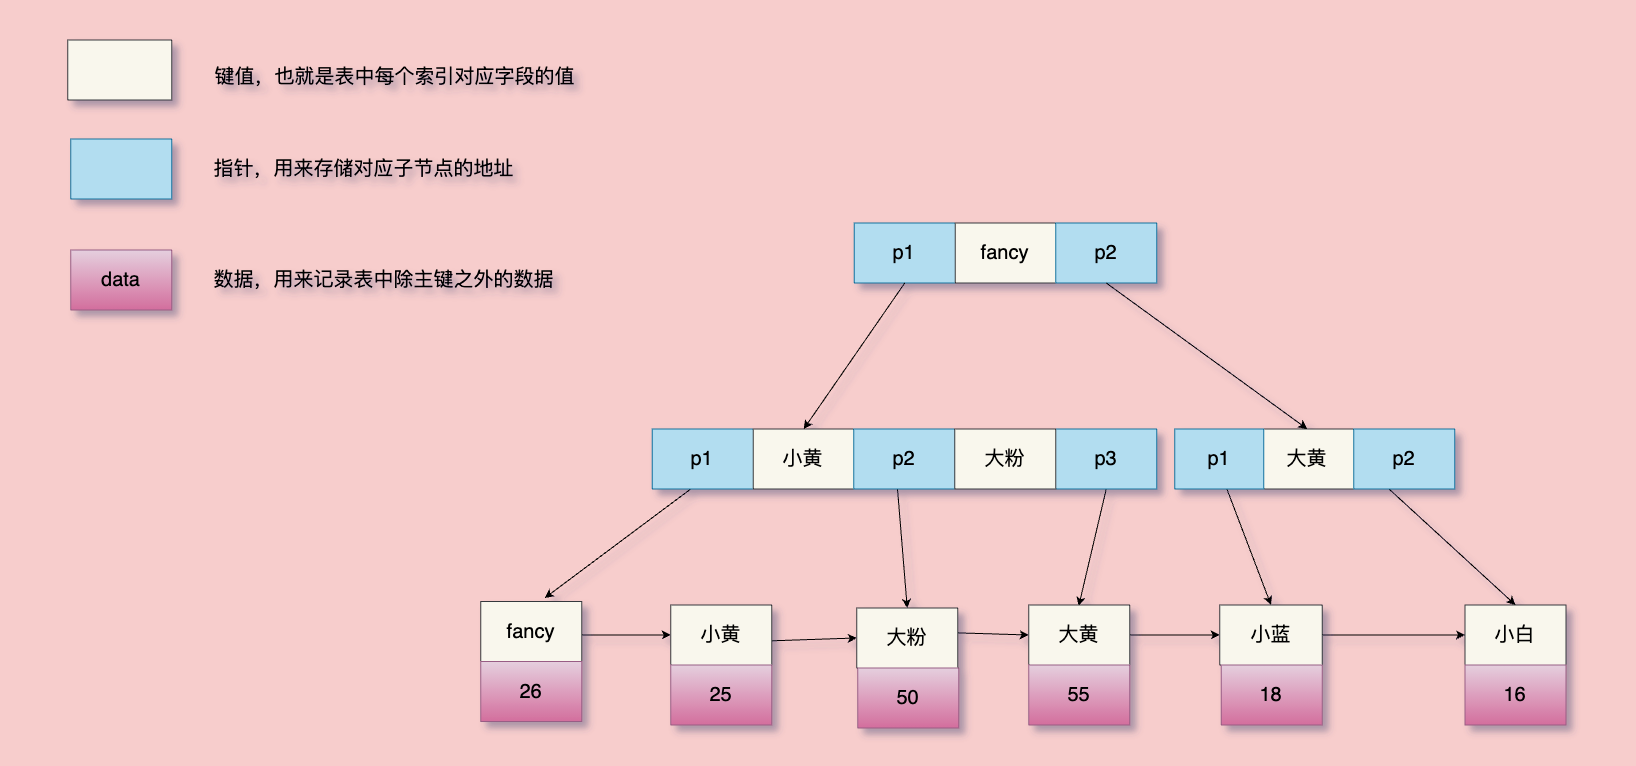 键值，也就是表中每个索引对应字段的值
指针，用来存储对应子节点的地址
data 数据，用来记录表中除主键之外的数据
p1 fancy p2
p1 小黄 p2 大粉 p3 p1 大黄 p2
fancy 小黄 大粉 大黄 小蓝 小白
26 25 50 55 18 16